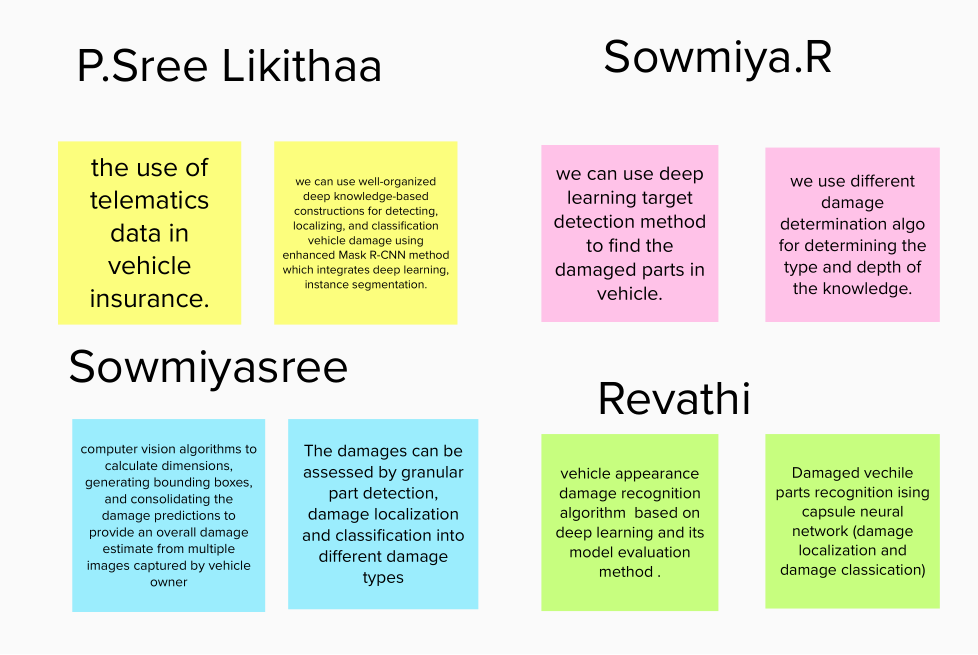 P.Sree Likithaa
the use of
telematics
data in
vehicle
insurance.
we can use well-organized
deep knowledge-based
constructions for detecting,
localizing, and classification
vehicle damage using
enhanced Mask R-CNN method
which integrates deep learning,
instance segmentation.
Sowmiya.R
we can use deep
learning target
detection method
to find the
damaged parts in
vehicle.
we use different
damage
determination algo
for determining the
type and depth of
the knowledge.
Sowmiyasree
computer vision algorithms to
calculate dimensions,
generating bounding boxes,
and consolidating the
damage predictions to
provide an overall damage
estimate from multiple
images captured by vehicle
owner
The damages can be
assessed by granular
part detection,
damage localization
and classification into
different damage
types
Revathi
vehicle appearance
damage recognition
algorithm based on
deep learning and its
model evaluation
method .
Damaged vechile
parts recognition ising
capsule neural
network (damage
localization and
damage classication)